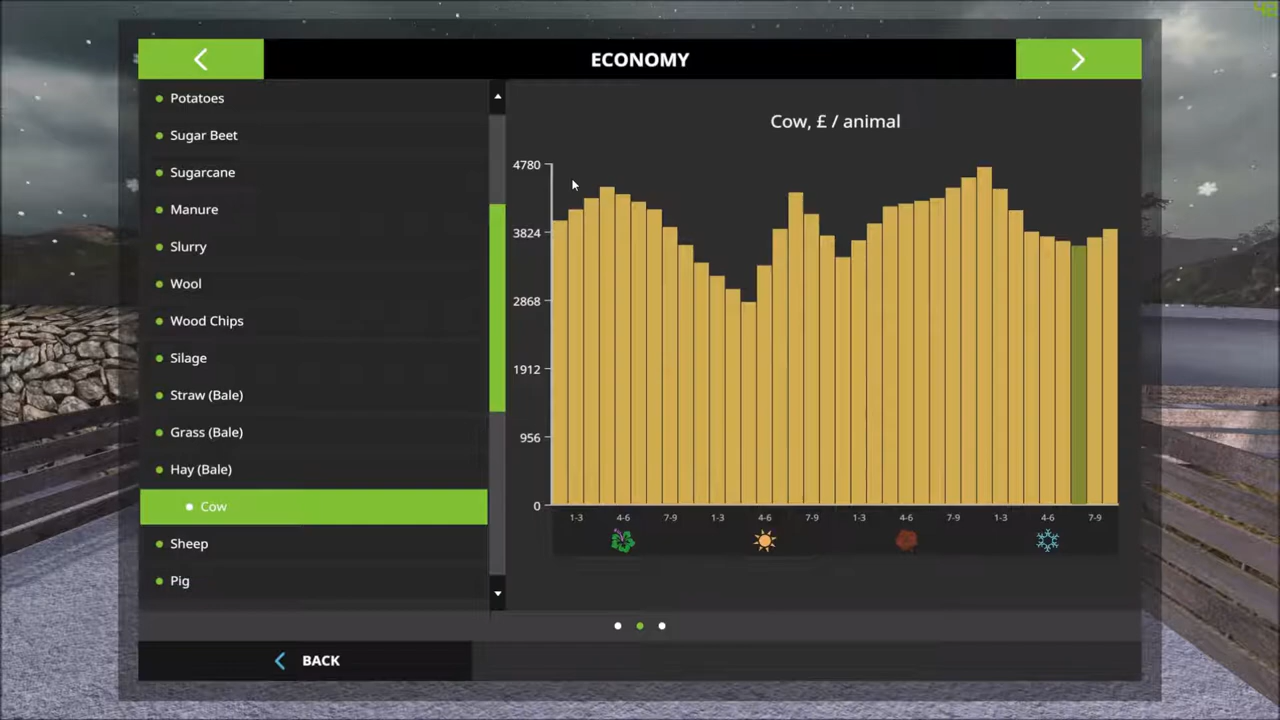 ECONOMY
Potatoes
Sugar Beet
Sugarcane
Manure
Slurry
Wool
Wood Chips
Silage
Straw (Bale)
Grass (Bale)
Hay (Bale)
Cow
Sheep
Pig
Cow, £ / animal
4780
3824
2868
1912
956
0
1-3 4-6 7-9 1-3 4-6 7-9 1-3 4-6 7-9 1-3 4-6 7-9
BACK